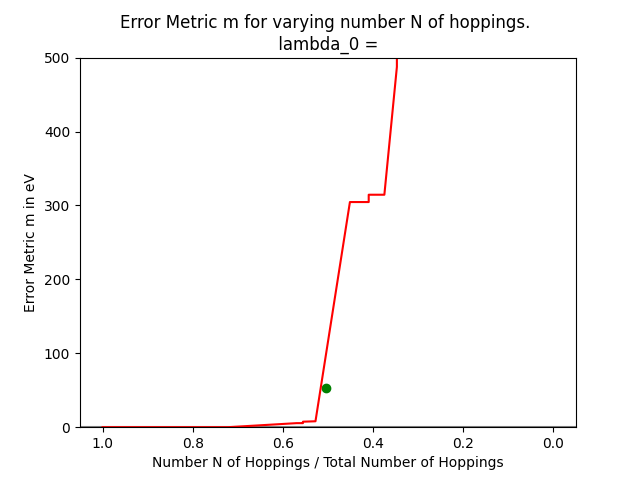 Error Metric m for varying number N of hoppings.
lambda_0 =
500
400
300
200
100
0
Error Metric m in eV
1.0 0.8 0.6 0.4 0.2 0.0
Number N of Hoppings / Total Number of Hoppings